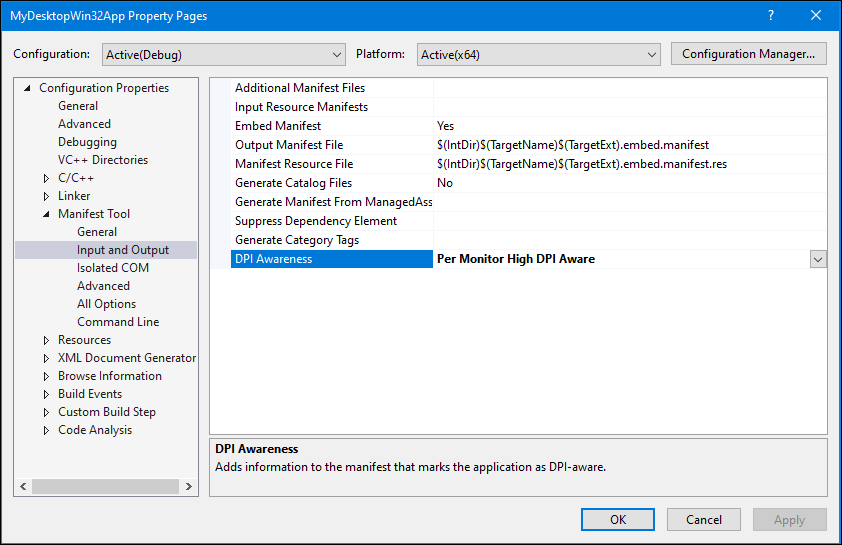 MyDesktopWin32App Property Pages
Configuration: Active(Debug) Platform: Active(x64) Configuration Manager...
Configuration Properties
General
Advanced
Debugging
VC++ Directories
C/C++
Linker
Manifest Tool
General
Input and Output
Isolated COM
Advanced
All Options
Command Line
Resources
XML Document Generator
Browse Information
Build Events
Custom Build Step
Code Analysis
Additional Manifest Files
Input Resource Manifests
Embed Manifest Yes
Output Manifest File $(IntDir)$(TargetName)$(TargetExt).embed.manifest
Manifest Resource File $(IntDir)$(TargetName)$(TargetExt).embed.manifest.res
Generate Catalog Files No
Generate Manifest From ManagedAss
Suppress Dependency Element
Generate Category Tags
DPI Awareness Per Monitor High DPI Aware
DPI Awareness
Adds information to the manifest that marks the application as DPI-aware.
OK Cancel Apply